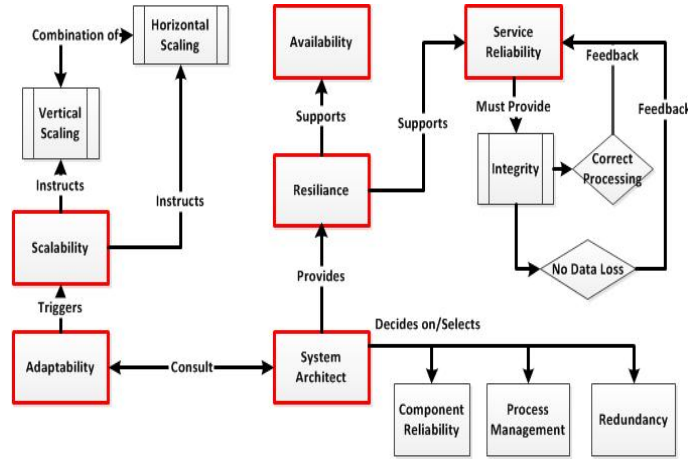 Combination of
Horizontal
Scaling
Availability
Service
Reliability
Feedback
Vertical
Scaling
Supports
Supports
Must Provide
Feedback
Instructs
Instructs
Resiliance
Integrity
Correct
Processing
Scalability
Provides
No Data Loss
Triggers
Decides on/Selects
Adaptability
Consult
System
Architect
Component
Reliability
Process
Management
Redundancy